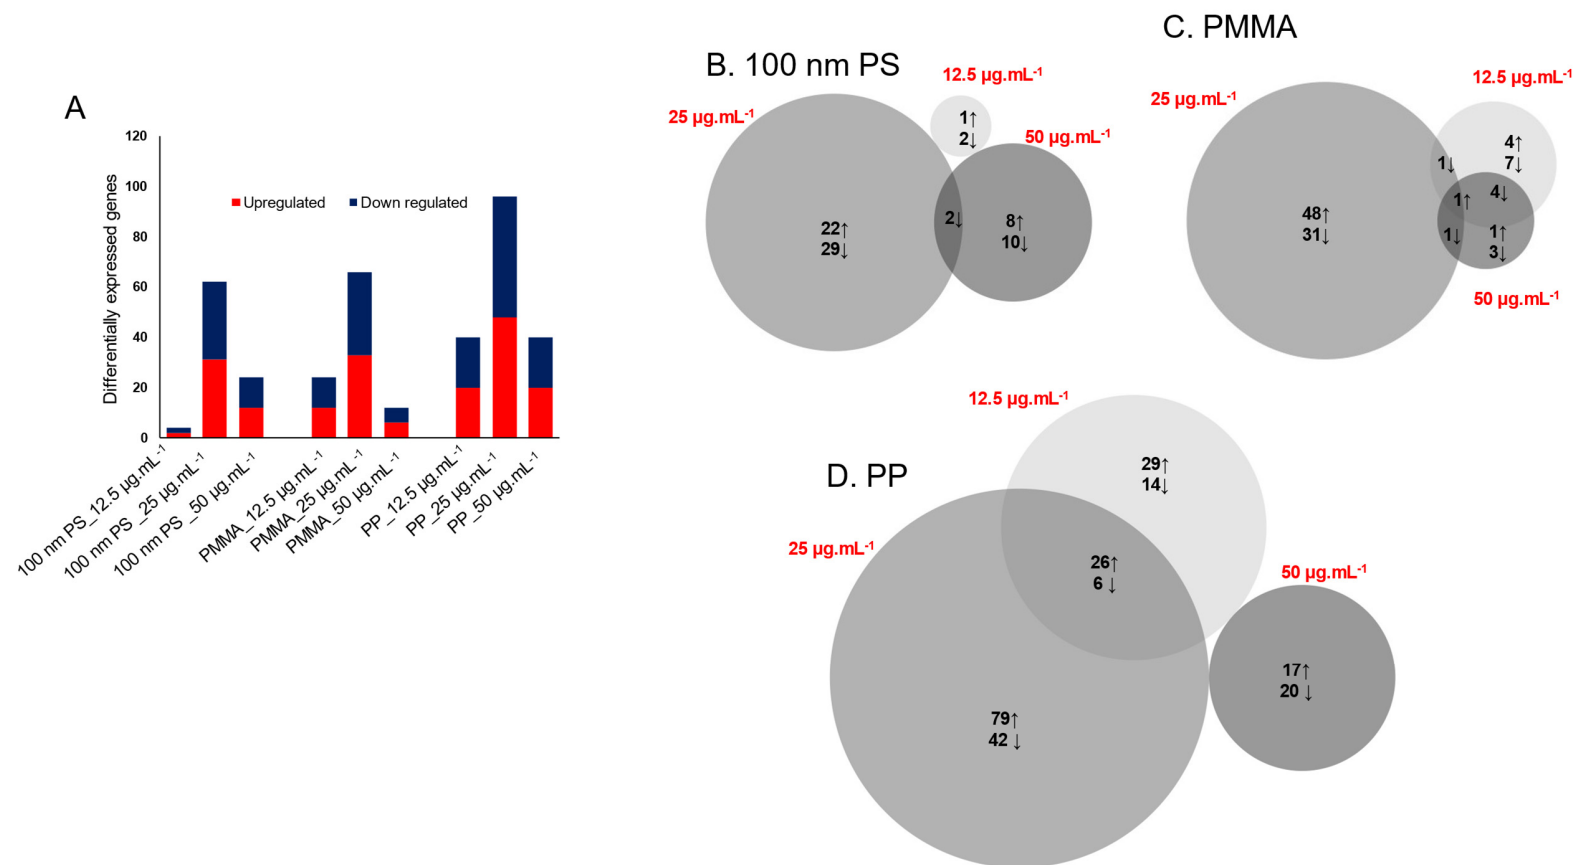 A
Differentially expressed genes
120
100
80
60
40
20
0
Upregulated
Down regulated
100 nm PS_12.5 µg.mL⁻¹
100 nm PS _25 µg.mL⁻¹
100 nm PS _50 µg.mL⁻¹
PMMA_12.5 µg.mL⁻¹
PMMA_25 µg.mL⁻¹
PMMA_50 µg.mL⁻¹
PP_12.5 µg.mL⁻¹
PP_25 µg.mL⁻¹
PP_50 µg.mL⁻¹
B. 100 nm PS
25 µg.mL⁻¹
12.5 µg.mL⁻¹
50 µg.mL⁻¹
1↑
2↓
22↑
29↓
2↓
8↑
10↓
C. PMMA
25 µg.mL⁻¹
12.5 µg.mL⁻¹
4↑
7↓
1↓
48↑
31↓
1↑
4↓
1↓
1↑
3↓
50 µg.mL⁻¹
D. PP
12.5 µg.mL⁻¹
29↑
14↓
25 µg.mL⁻¹
26↑
6 ↓
50 µg.mL⁻¹
17↑
20 ↓
79↑
42 ↓